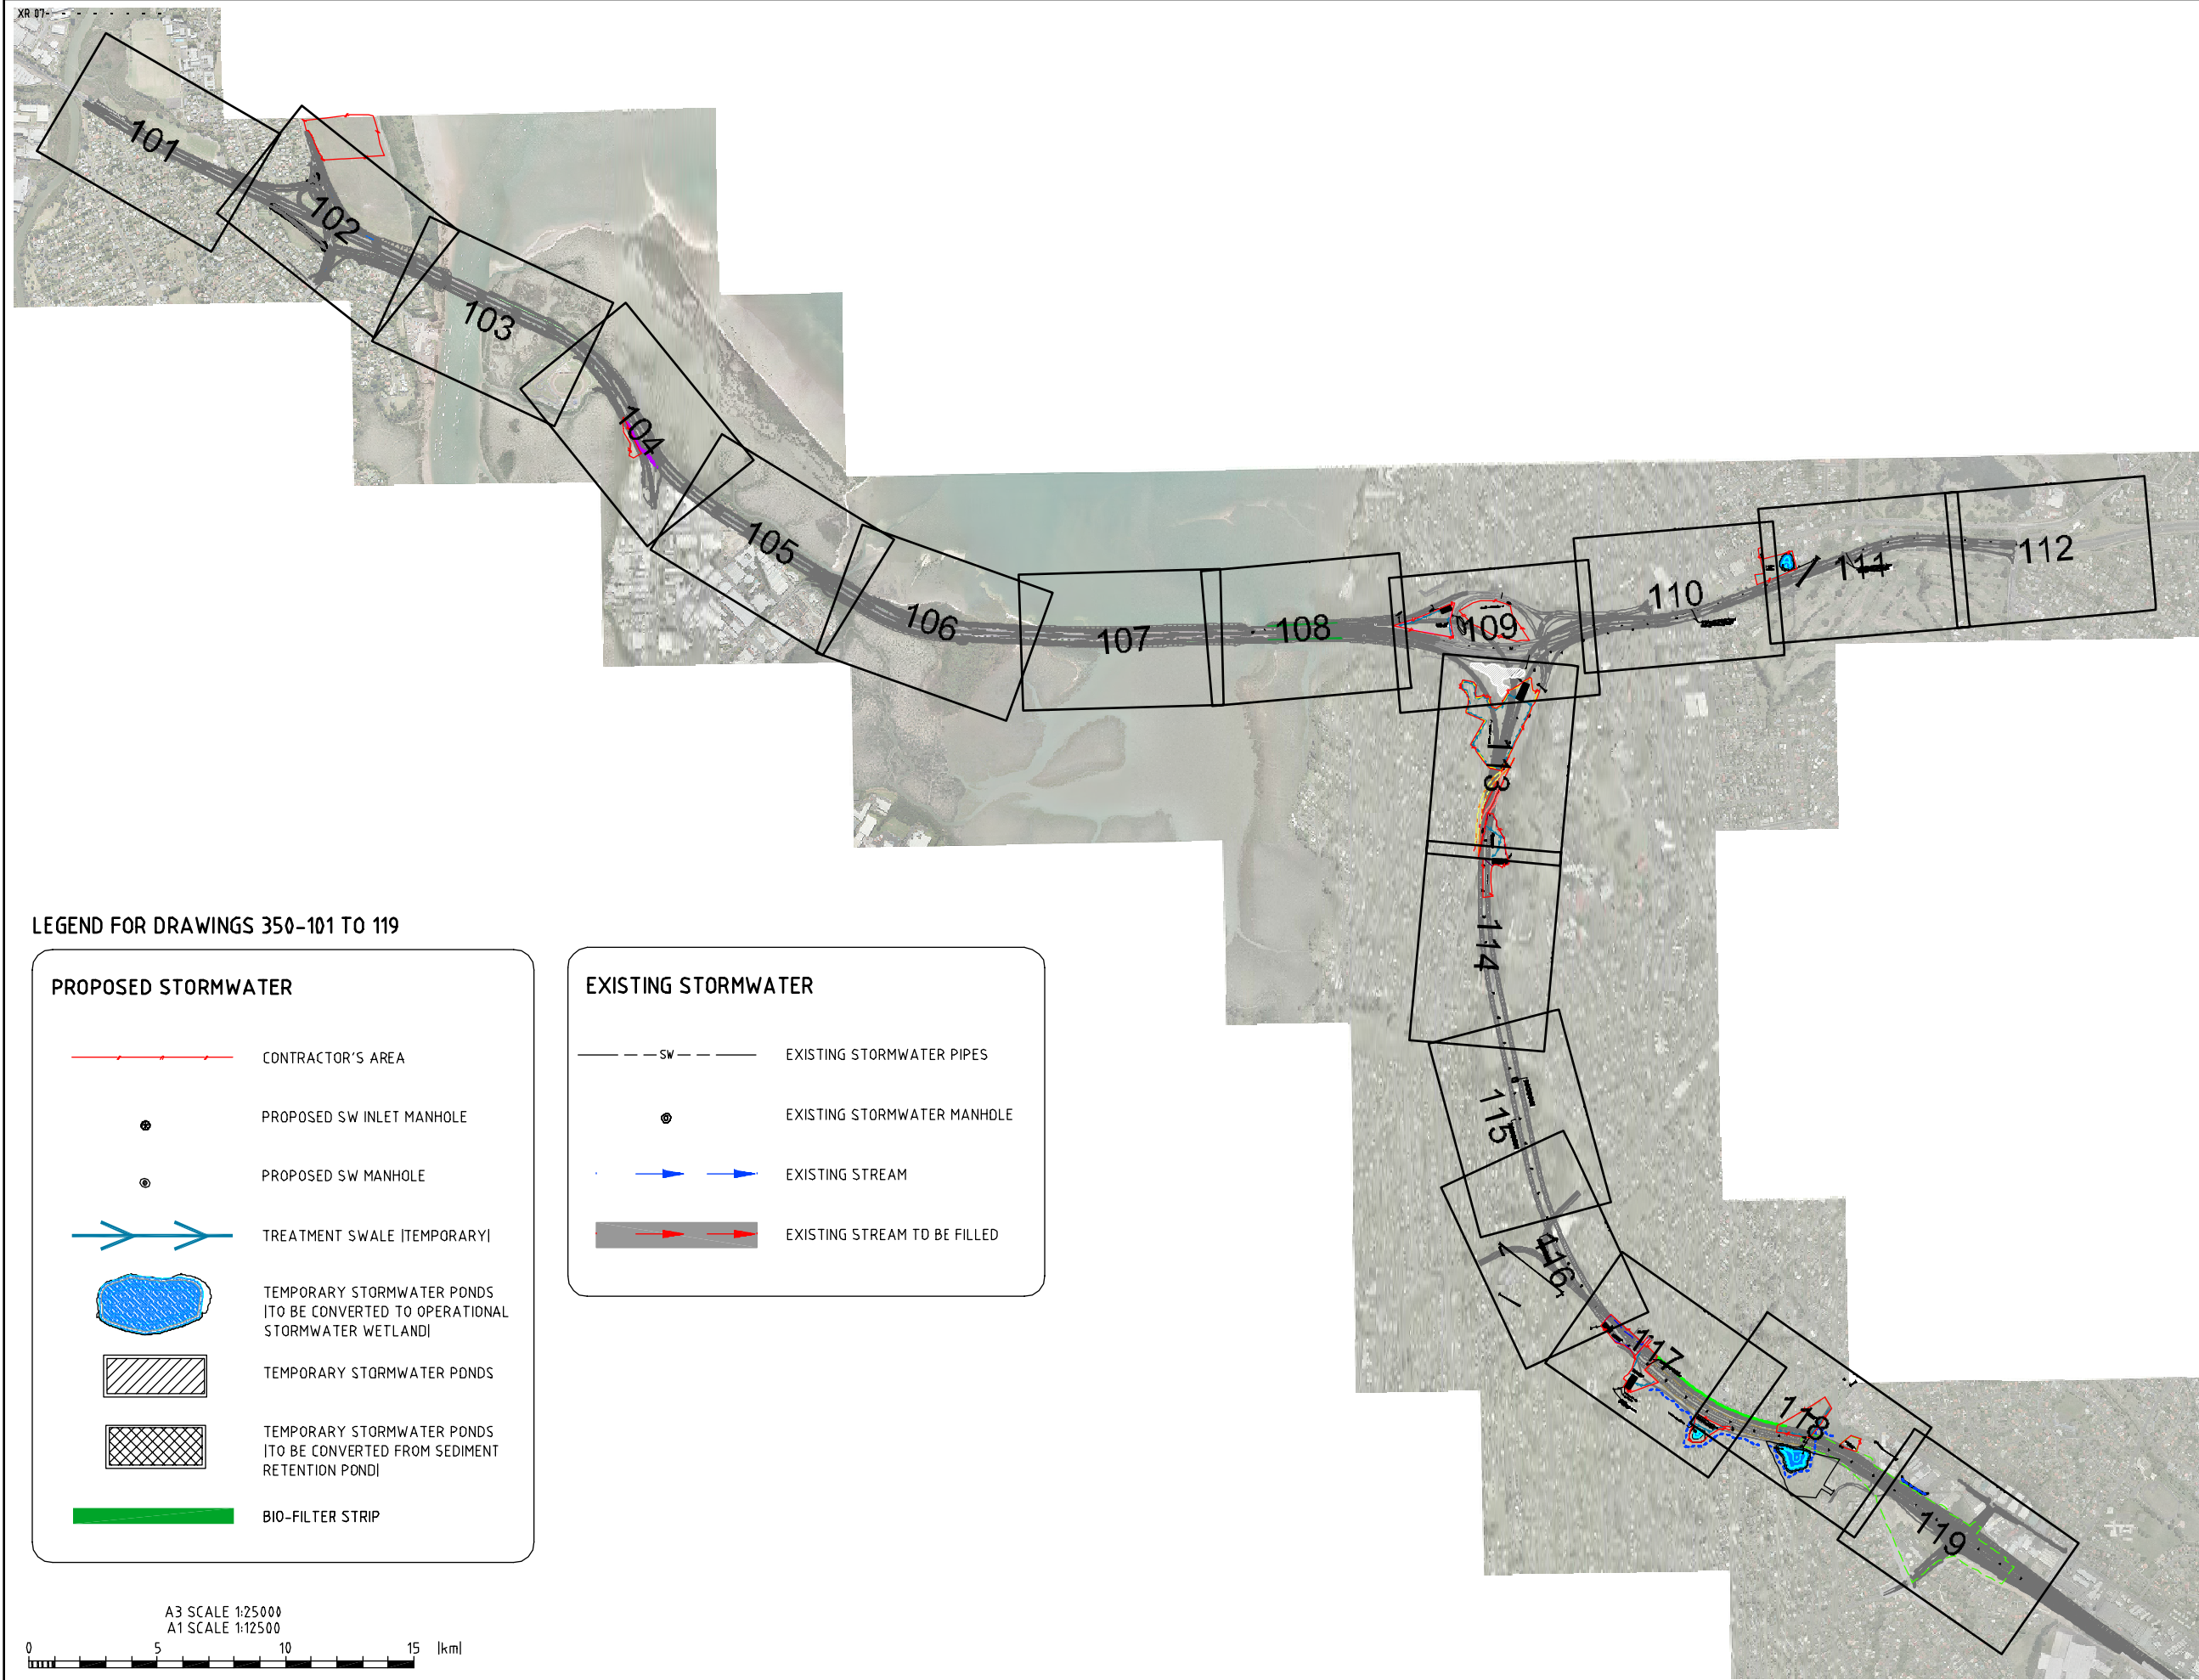 XR 07
101
102
103
104
105
106
107
108
109
110
111
112
113
114
115
116
117
118
119
LEGEND FOR DRAWINGS 350-101 TO 119
PROPOSED STORMWATER
CONTRACTOR'S AREA
PROPOSED SW INLET MANHOLE
PROPOSED SW MANHOLE
TREATMENT SWALE |TEMPORARY|
TEMPORARY STORMWATER PONDS
|TO BE CONVERTED TO OPERATIONAL
STORMWATER WETLAND|
TEMPORARY STORMWATER PONDS
TEMPORARY STORMWATER PONDS
|TO BE CONVERTED FROM SEDIMENT
RETENTION POND|
BIO-FILTER STRIP
EXISTING STORMWATER
SW
EXISTING STORMWATER PIPES
EXISTING STORMWATER MANHOLE
EXISTING STREAM
EXISTING STREAM TO BE FILLED
A3 SCALE 1:25000
A1 SCALE 1:12500
0 5 10 15 |km|